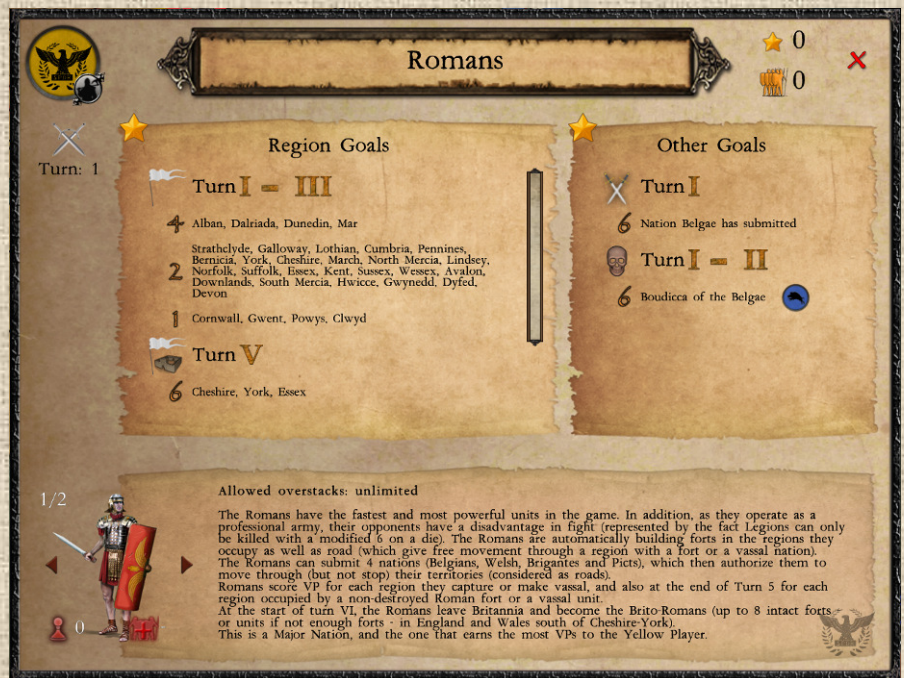 Romans
0
0
Turn: 1
Region Goals
Turn I - III
4 Alban, Dalriada, Dunedin, Mar
Strathclyde, Galloway, Lothian, Cumbria, Pennines,
Bernicia, York, Cheshire, March, North Mercia, Lindsey,
2 Norfolk, Suffolk, Essex, Kent, Sussex, Wessex, Avalon,
Downlands, South Mercia, Hwicce, Gwynedd, Dyfed,
Devon
1 Cornwall, Gwent, Powys, Clwyd
Turn V
6 Cheshire, York, Essex
Other Goals
Turn I
6 Nation Belgae has submitted
Turn I - II
6 Boudicca of the Belgae
1/2
0
Allowed overstacks: unlimited
The Romans have the fastest and most powerful units in the game. In addition, as they operate as a
professional army, their opponents have a disadvantage in fight (represented by the fact Legions can only
be killed with a modified 6 on a die). The Romans are automatically building forts in the regions they
occupy as well as road (which give free movement through a region with a fort or a vassal nation).
The Romans can submit 4 nations (Belgians, Welsh, Brigantes and Picts), which then authorize them to
move through (but not stop) their territories (considered as roads).
Romans score VP for each region they capture or make vassal, and also at the end of Turn 5 for each
region occupied by a non-destroyed Roman fort or a vassal unit.
At the start of turn VI, the Romans leave Britannia and become the Brito-Romans (up to 8 intact forts -
or units if not enough forts - in England and Wales south of Cheshire-York).
This is a Major Nation, and the one that earns the most VPs to the Yellow Player.